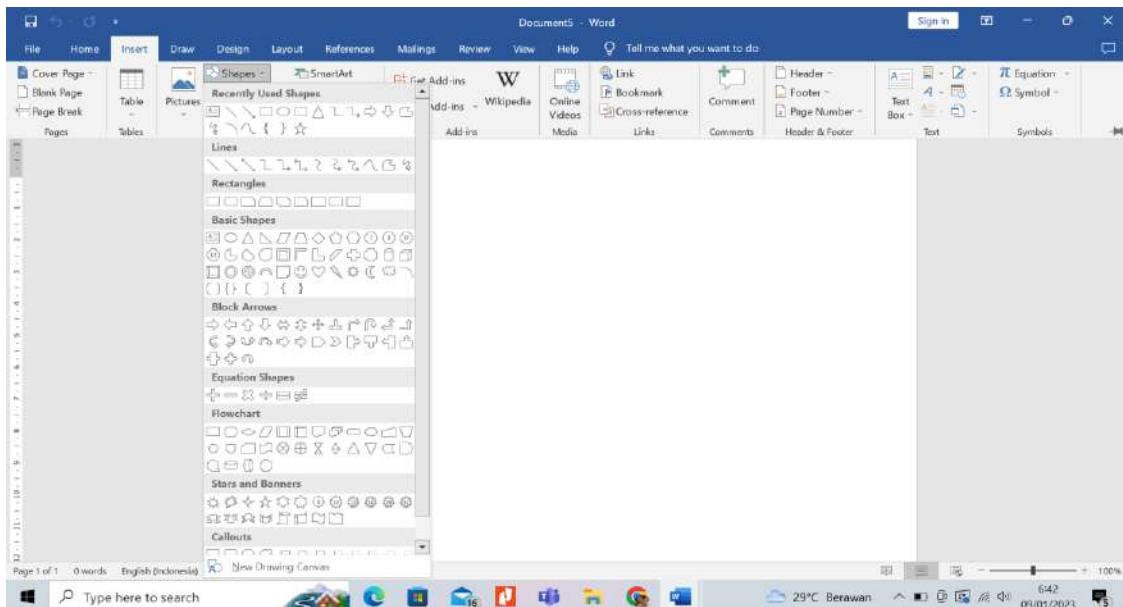 Document5 - Word
Sign in
File Home Insert Draw Design Layout References Mailings Review View Help Tell me what you want to do
Cover Page
Blank Page
Page Break
Pages
Table
Tables
Pictures
Shapes
SmartArt
Get Add-ins
Add-ins
Wikipedia
Add-ins
Online Videos
Media
Link
Bookmark
Cross-reference
Links
Comment
Comments
Header
Footer
Page Number
Header & Footer
Text Box
Text
Equation
Symbol
Symbols
Recently Used Shapes
Lines
Rectangles
Basic Shapes
Block Arrows
Equation Shapes
Flowchart
Stars and Banners
Callouts
New Drawing Canvas
Page 1 of 1 0 words English (Indonesia)
100%
Type here to search
16
29°C Berawan
6:42
09/01/2023
5